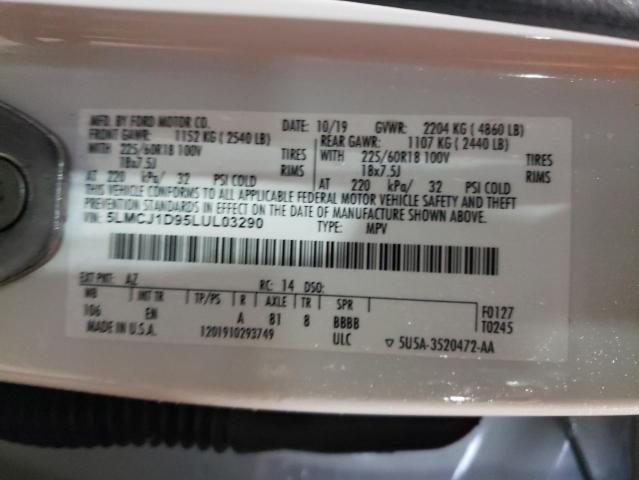 MFD. BY FORD MOTOR CO. DATE: 10/19 GVWR: 2204 KG ( 4860 LB)
FRONT GAWR: 1152 KG ( 2540 LB) REAR GAWR: 1107 KG ( 2440 LB)
WITH 225/60R18 100V TIRES WITH 225/60R18 100V TIRES
18x7.5J RIMS 18x7.5J RIMS
AT 220 kPa/ 32 PSI COLD AT 220 kPa/ 32 PSI COLD
THIS VEHICLE CONFORMS TO ALL APPLICABLE FEDERAL MOTOR VEHICLE SAFETY AND THEFT
PREVENTION STANDARDS IN EFFECT ON THE DATE OF MANUFACTURE SHOWN ABOVE.
VIN: 5LMCJ1D95LUL03290 TYPE: MPV
EXT PNT: AZ RC: 14 DSO:
WB INT TR TP/PS R AXLE TR SPR F0127
106 EN A 81 8 BBBB T0245
MADE IN U.S.A. 1201910293749 ULC ▽ 5U5A-3520472-AA